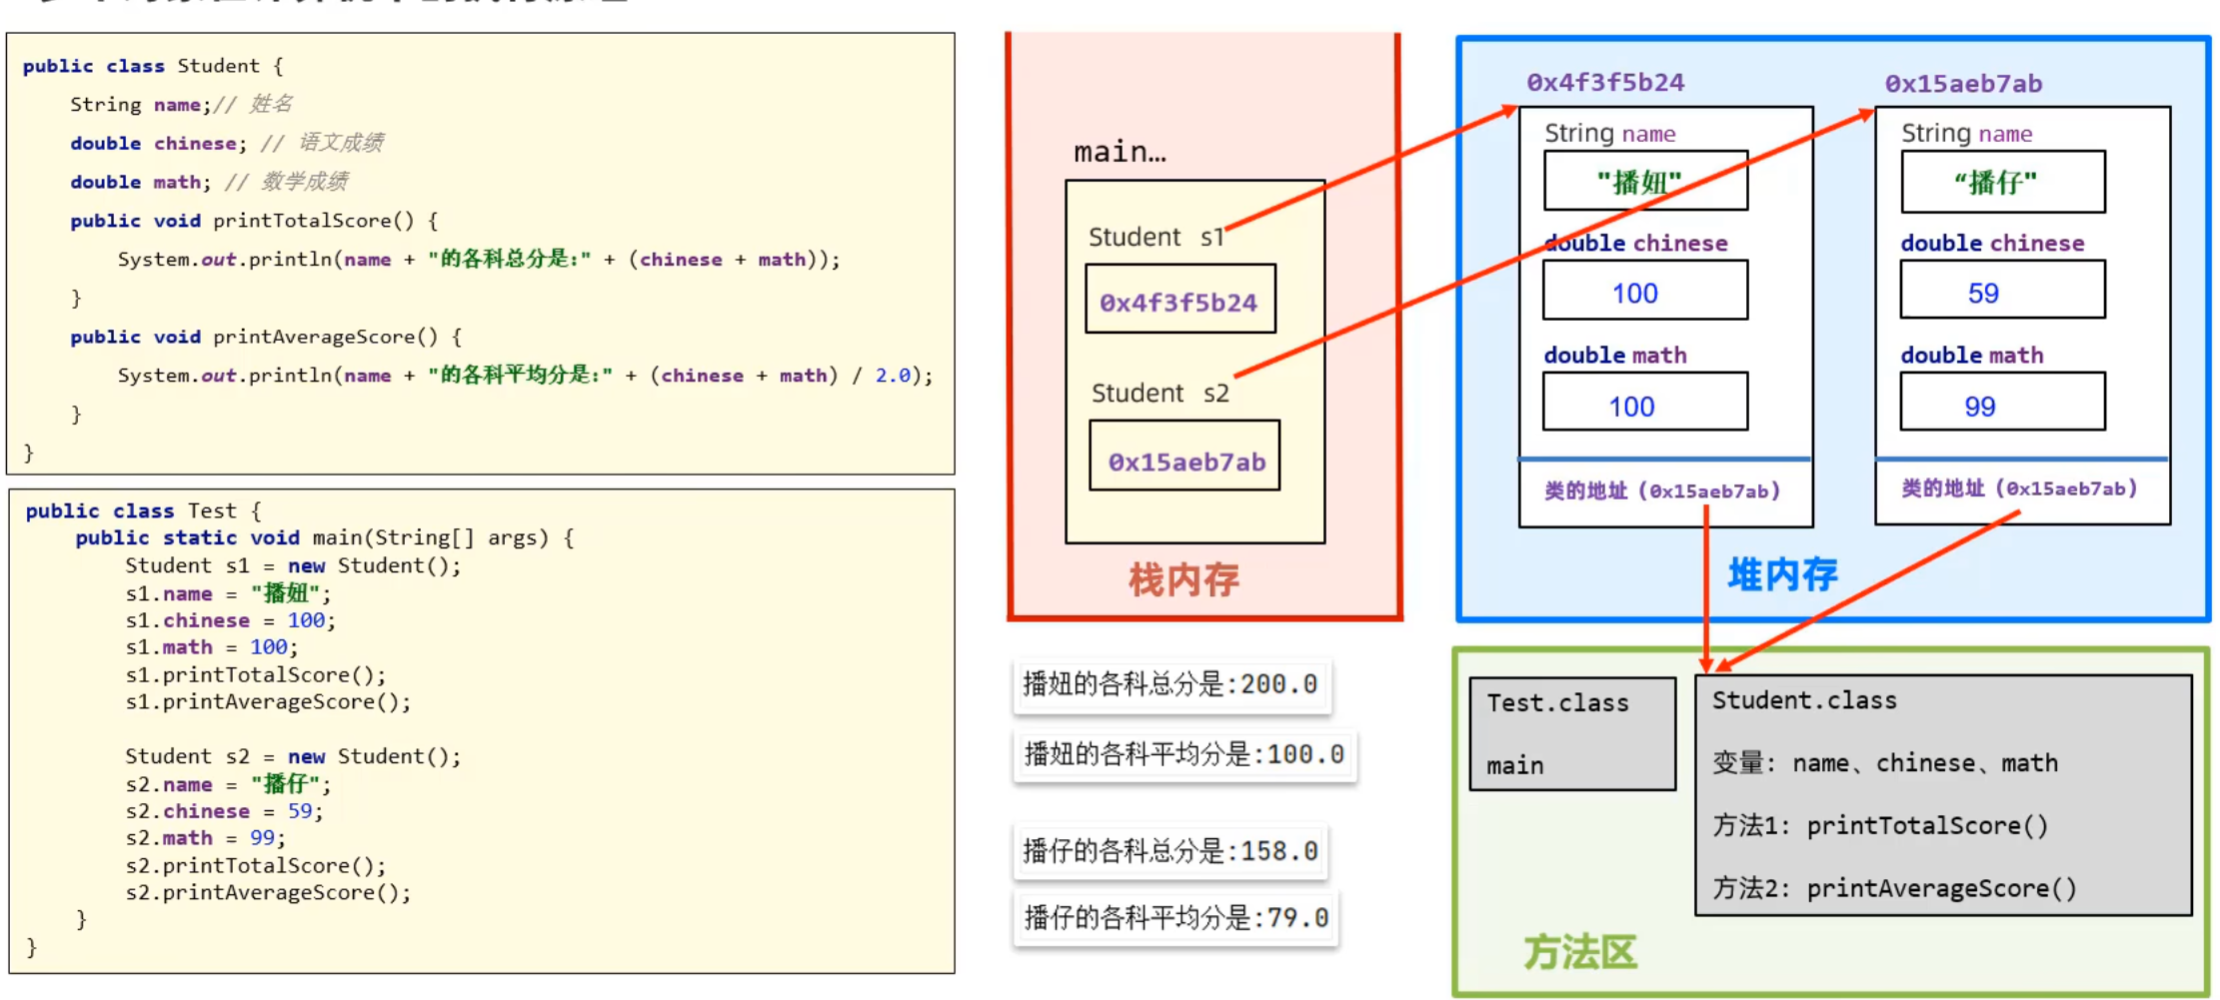 public class Student {
String name;// 姓名
double chinese; // 语文成绩
double math; // 数学成绩
public void printTotalScore() {
System.out.println(name + "的各科总分是:" + (chinese + math));
}
public void printAverageScore() {
System.out.println(name + "的各科平均分是:" + (chinese + math) / 2.0);
}
}
public class Test {
public static void main(String[] args) {
Student s1 = new Student();
s1.name = "播妞";
s1.chinese = 100;
s1.math = 100;
s1.printTotalScore();
s1.printAverageScore();
Student s2 = new Student();
s2.name = "播仔";
s2.chinese = 59;
s2.math = 99;
s2.printTotalScore();
s2.printAverageScore();
}
}
main…
Student s1
0x4f3f5b24
Student s2
0x15aeb7ab
栈内存
播妞的各科总分是:200.0
播妞的各科平均分是:100.0
播仔的各科总分是:158.0
播仔的各科平均分是:79.0
0x4f3f5b24
String name
"播妞"
double chinese
100
double math
100
类的地址（0x15aeb7ab）
0x15aeb7ab
String name
“播仔"
double chinese
59
double math
99
类的地址（0x15aeb7ab）
堆内存
Test.class
main
Student.class
变量: name、chinese、math
方法1: printTotalScore()
方法2: printAverageScore()
方法区